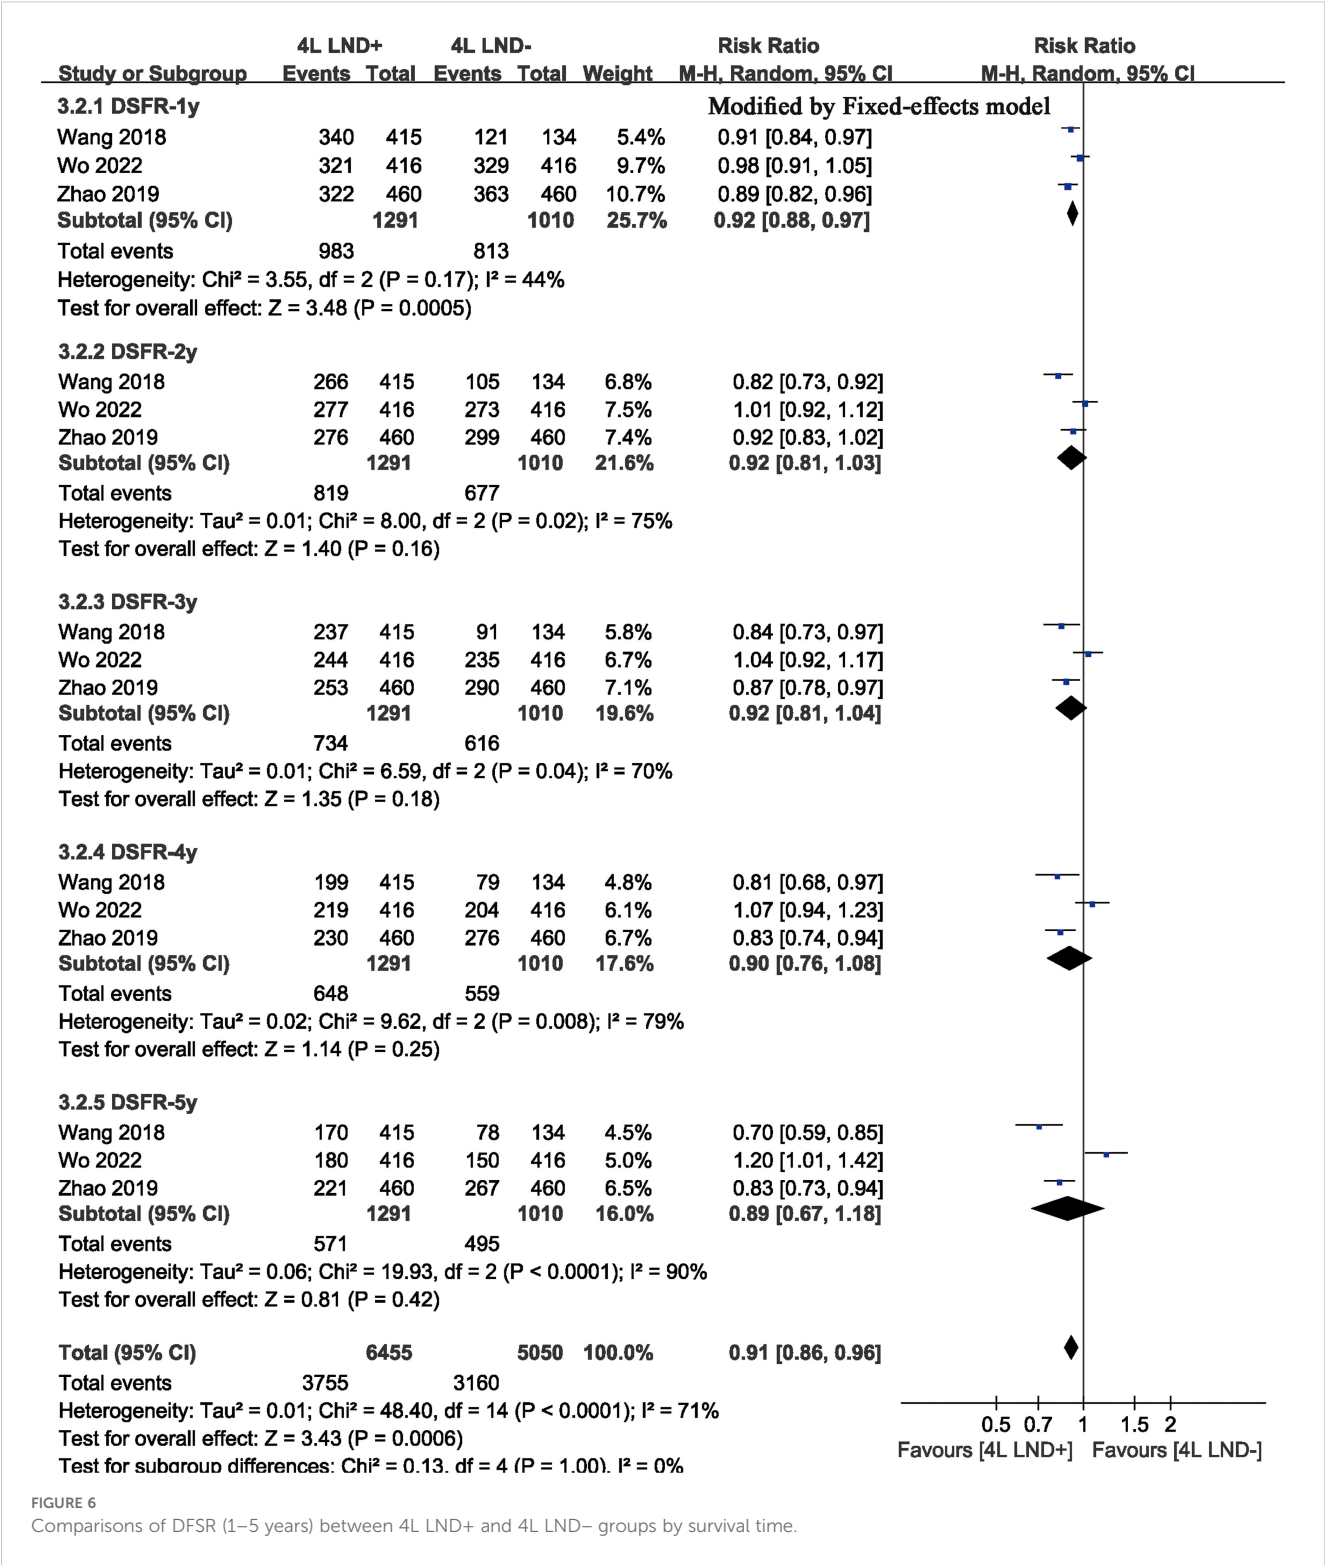 4L LND+ 4L LND- Risk Ratio Risk Ratio
Study or Subgroup Events Total Events Total Weight M-H, Random, 95% CI M-H, Random, 95% CI
3.2.1 DSFR-1y Modified by Fixed-effects model
Wang 2018 340 415 121 134 5.4% 0.91 [0.84, 0.97]
Wo 2022 321 416 329 416 9.7% 0.98 [0.91, 1.05]
Zhao 2019 322 460 363 460 10.7% 0.89 [0.82, 0.96]
Subtotal (95% CI) 1291 1010 25.7% 0.92 [0.88, 0.97]
Total events 983 813
Heterogeneity: Chi² = 3.55, df = 2 (P = 0.17); I² = 44%
Test for overall effect: Z = 3.48 (P = 0.0005)
3.2.2 DSFR-2y
Wang 2018 266 415 105 134 6.8% 0.82 [0.73, 0.92]
Wo 2022 277 416 273 416 7.5% 1.01 [0.92, 1.12]
Zhao 2019 276 460 299 460 7.4% 0.92 [0.83, 1.02]
Subtotal (95% CI) 1291 1010 21.6% 0.92 [0.81, 1.03]
Total events 819 677
Heterogeneity: Tau² = 0.01; Chi² = 8.00, df = 2 (P = 0.02); I² = 75%
Test for overall effect: Z = 1.40 (P = 0.16)
3.2.3 DSFR-3y
Wang 2018 237 415 91 134 5.8% 0.84 [0.73, 0.97]
Wo 2022 244 416 235 416 6.7% 1.04 [0.92, 1.17]
Zhao 2019 253 460 290 460 7.1% 0.87 [0.78, 0.97]
Subtotal (95% CI) 1291 1010 19.6% 0.92 [0.81, 1.04]
Total events 734 616
Heterogeneity: Tau² = 0.01; Chi² = 6.59, df = 2 (P = 0.04); I² = 70%
Test for overall effect: Z = 1.35 (P = 0.18)
3.2.4 DSFR-4y
Wang 2018 199 415 79 134 4.8% 0.81 [0.68, 0.97]
Wo 2022 219 416 204 416 6.1% 1.07 [0.94, 1.23]
Zhao 2019 230 460 276 460 6.7% 0.83 [0.74, 0.94]
Subtotal (95% CI) 1291 1010 17.6% 0.90 [0.76, 1.08]
Total events 648 559
Heterogeneity: Tau² = 0.02; Chi² = 9.62, df = 2 (P = 0.008); I² = 79%
Test for overall effect: Z = 1.14 (P = 0.25)
3.2.5 DSFR-5y
Wang 2018 170 415 78 134 4.5% 0.70 [0.59, 0.85]
Wo 2022 180 416 150 416 5.0% 1.20 [1.01, 1.42]
Zhao 2019 221 460 267 460 6.5% 0.83 [0.73, 0.94]
Subtotal (95% CI) 1291 1010 16.0% 0.89 [0.67, 1.18]
Total events 571 495
Heterogeneity: Tau² = 0.06; Chi² = 19.93, df = 2 (P < 0.0001); I² = 90%
Test for overall effect: Z = 0.81 (P = 0.42)
Total (95% CI) 6455 5050 100.0% 0.91 [0.86, 0.96]
Total events 3755 3160
Heterogeneity: Tau² = 0.01; Chi² = 48.40, df = 14 (P < 0.0001); I² = 71%
Test for overall effect: Z = 3.43 (P = 0.0006)
Test for subgroup differences: Chi² = 0.13, df = 4 (P = 1.00), I² = 0%
0.5 0.7 1 1.5 2
Favours [4L LND+] Favours [4L LND-]
FIGURE 6
Comparisons of DFSR (1–5 years) between 4L LND+ and 4L LND− groups by survival time.